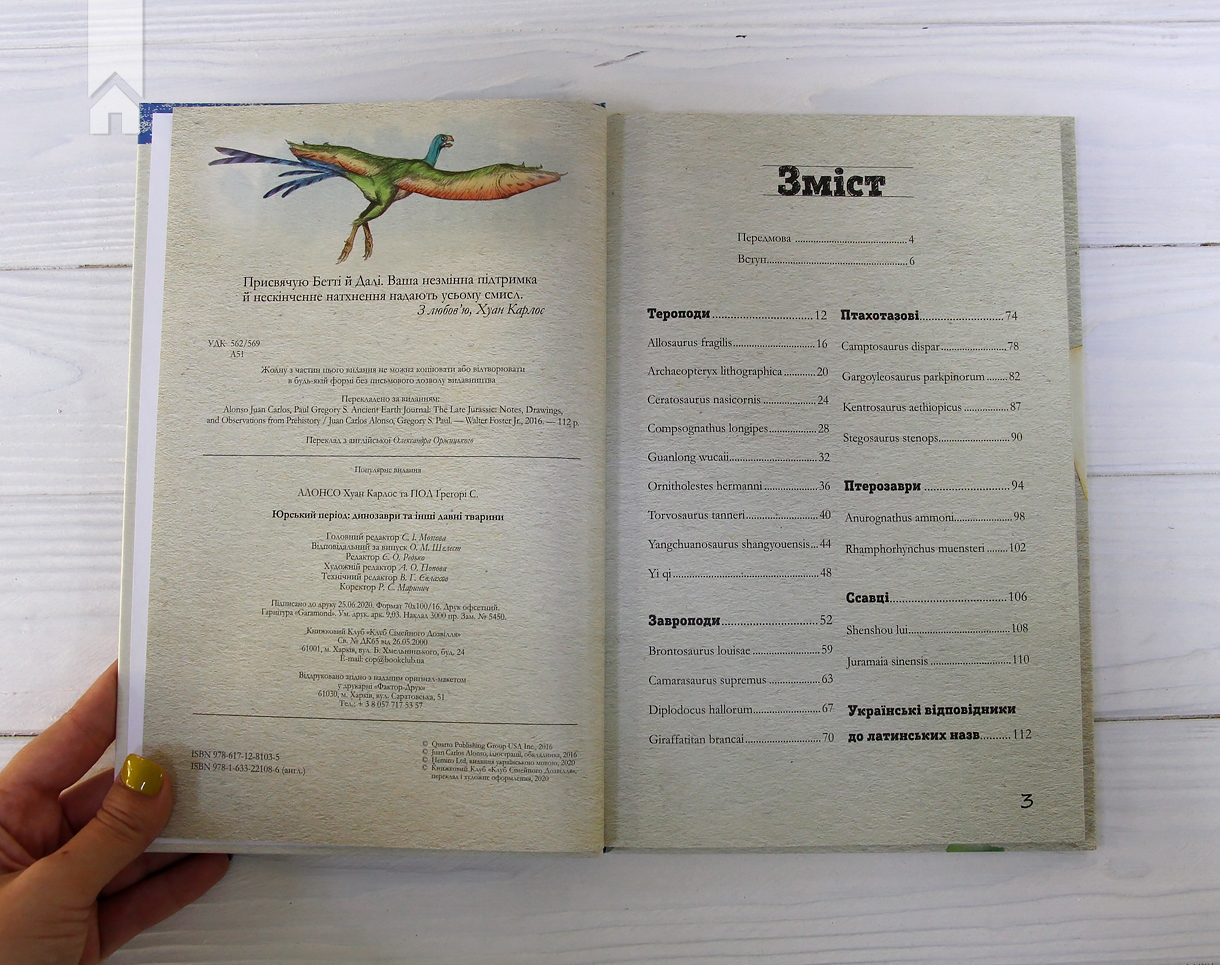 Присвячую Бетті й Далі. Ваша незмінна підтримка
й нескінченне натхнення надають усьому смисл.
З любов'ю, Хуан Карлос
УДК 562/569
А51
Жодну з частин цього видання не можна копіювати або відтворювати
в будь-якій формі без письмового дозволу видавництва
Перекладено за виданням:
Alonso Juan Carlos, Paul Gregory S. Ancient Earth Journal: The Late Jurassic: Notes, Drawings,
and Observations from Prehistory / Juan Carlos Alonso, Gregory S. Paul. — Walter Foster Jr., 2016. — 112 p.
Переклад з англійської Олександра Оржицького
Популярне видання
АЛОНСО Хуан Карлос та ПОЛ Ґреґорі С.
Юрський період: динозаври та інші давні тварини
Головний редактор С. І. Мозгова
Відповідальний за випуск О. М. Шелест
Редактор Є. О. Редько
Художній редактор А. О. Попова
Технічний редактор В. Г. Євлахов
Коректор Р. Є. Маринич
Підписано до друку 25.06.2020. Формат 70х100/16. Друк офсетний.
Гарнітура «Garamond». Ум. друк. арк. 9,03. Наклад 3000 пр. Зам. № 5450.
Книжковий Клуб «Клуб Сімейного Дозвілля»
Св. № ДК65 від 26.05.2000
61001, м. Харків, вул. Б. Хмельницького, буд. 24
E-mail: cop@bookclub.ua
Віддруковано згідно з наданим оригінал-макетом
у друкарні «Фактор-Друк»
61030, м. Харків, вул. Саратовська, 51
Тел.: + 3 8 057 717 53 57
ISBN 978-617-12-8103-5
ISBN 978-1-633-22108-6 (англ.)
© Quarto Publishing Group USA Inc., 2016
© Juan Carlos Alonso, ілюстрації, обкладинка, 2016
© Hemiro Ltd, видання українською мовою, 2020
© Книжковий Клуб «Клуб Сімейного Дозвілля»,
переклад і художнє оформлення, 2020
Зміст
Передмова ..... 4
Вступ ..... 6
Тероподи ..... 12
Allosaurus fragilis ..... 16
Archaeopteryx lithographica ..... 20
Ceratosaurus nasicornis ..... 24
Compsognathus longipes ..... 28
Guanlong wucaii ..... 32
Ornitholestes hermanni ..... 36
Torvosaurus tanneri ..... 40
Yangchuanosaurus shangyouensis ... 44
Yi qi ..... 48
Завроподи ..... 52
Brontosaurus louisae ..... 59
Camarasaurus supremus ..... 63
Diplodocus hallorum ..... 67
Giraffatitan brancai ..... 70
Птахотазові ..... 74
Camptosaurus dispar ..... 78
Gargoyleosaurus parkpinorum ..... 82
Kentrosaurus aethiopicus ..... 87
Stegosaurus stenops ..... 90
Птерозаври ..... 94
Anurognathus ammoni ..... 98
Rhamphorhynchus muensteri ..... 102
Ссавці ..... 106
Shenshou lui ..... 108
Juramaia sinensis ..... 110
Українські відповідники
до латинських назв ..... 112
3